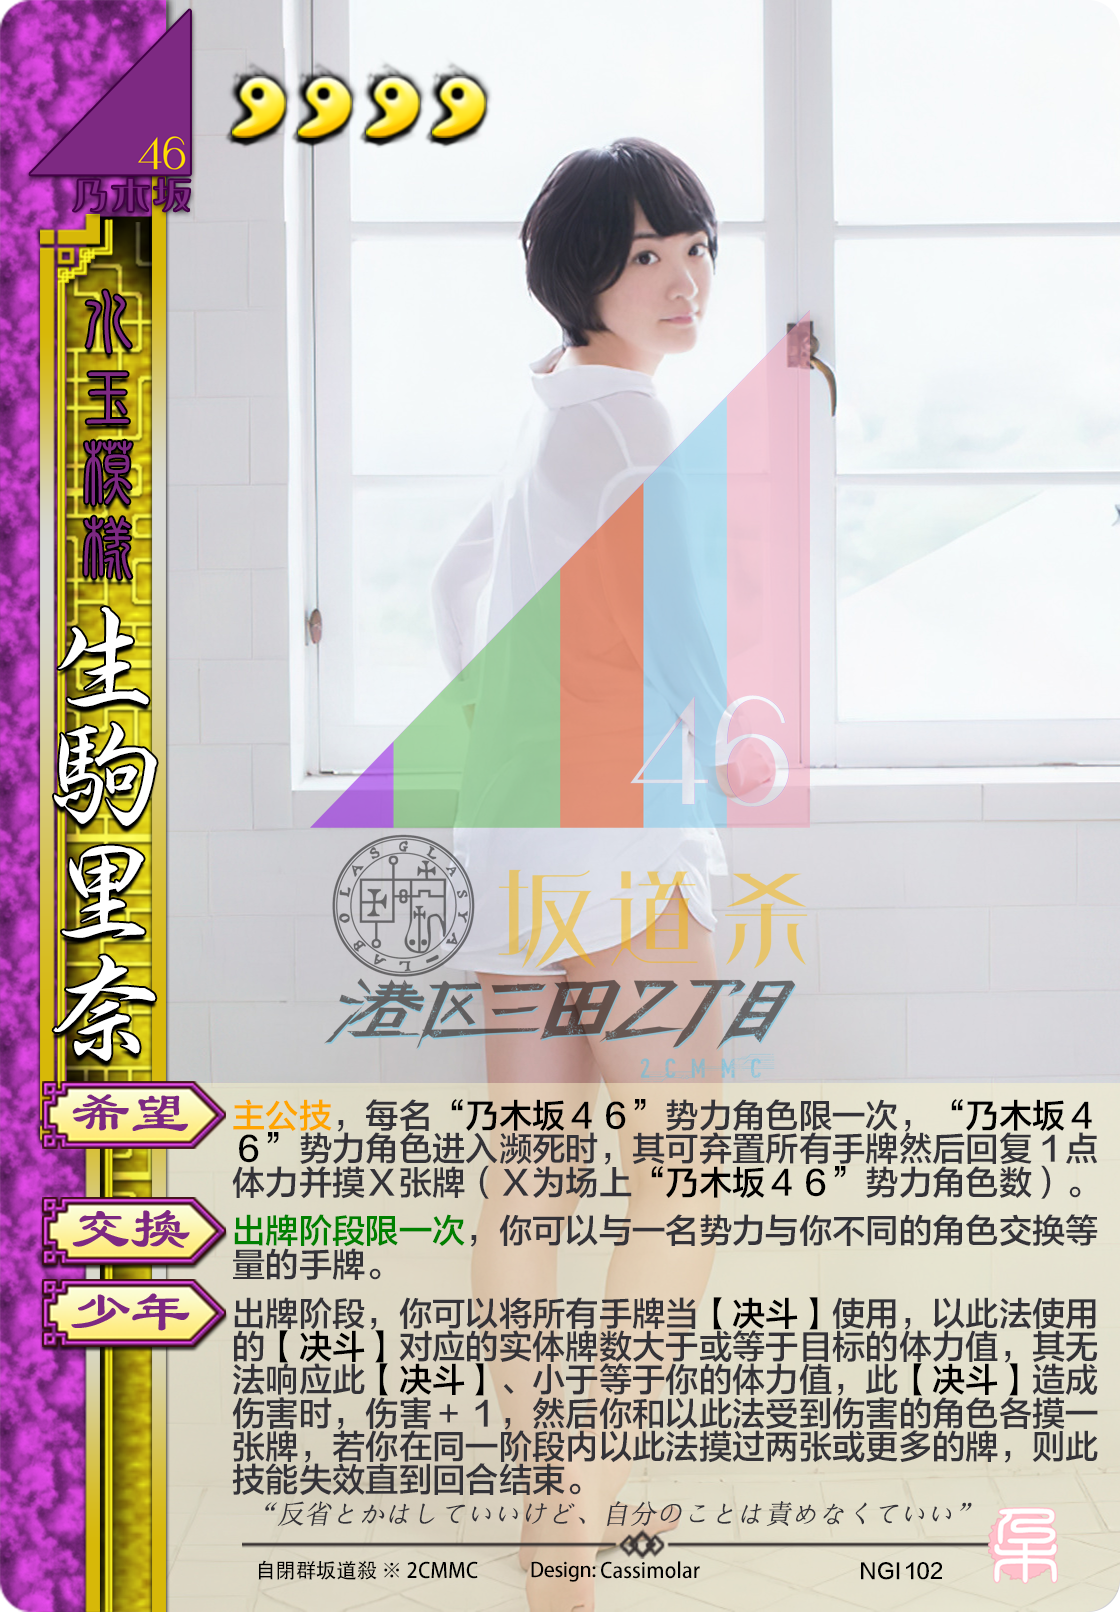 46
乃木坂
水玉模樣
生駒里奈
46
GLASYA-LABOLAS
坂道杀
港区三田2丁目
2CMMC
希望
主公技，每名“乃木坂４６”势力角色限一次，“乃木坂４
６”势力角色进入濒死时，其可弃置所有手牌然后回复１点
体力并摸Ｘ张牌（Ｘ为场上“乃木坂４６”势力角色数）。
交換
出牌阶段限一次，你可以与一名势力与你不同的角色交换等
量的手牌。
少年
出牌阶段，你可以将所有手牌当【决斗】使用，以此法使用
的【决斗】对应的实体牌数大于或等于目标的体力值，其无
法响应此【决斗】、小于等于你的体力值，此【决斗】造成
伤害时，伤害＋１，然后你和以此法受到伤害的角色各摸一
张牌，若你在同一阶段内以此法摸过两张或更多的牌，则此
技能失效直到回合结束。
“反省とかはしていいけど、自分のことは責めなくていい”
自閉群坂道殺 ※ 2CMMC Design: Cassimolar NGI 102